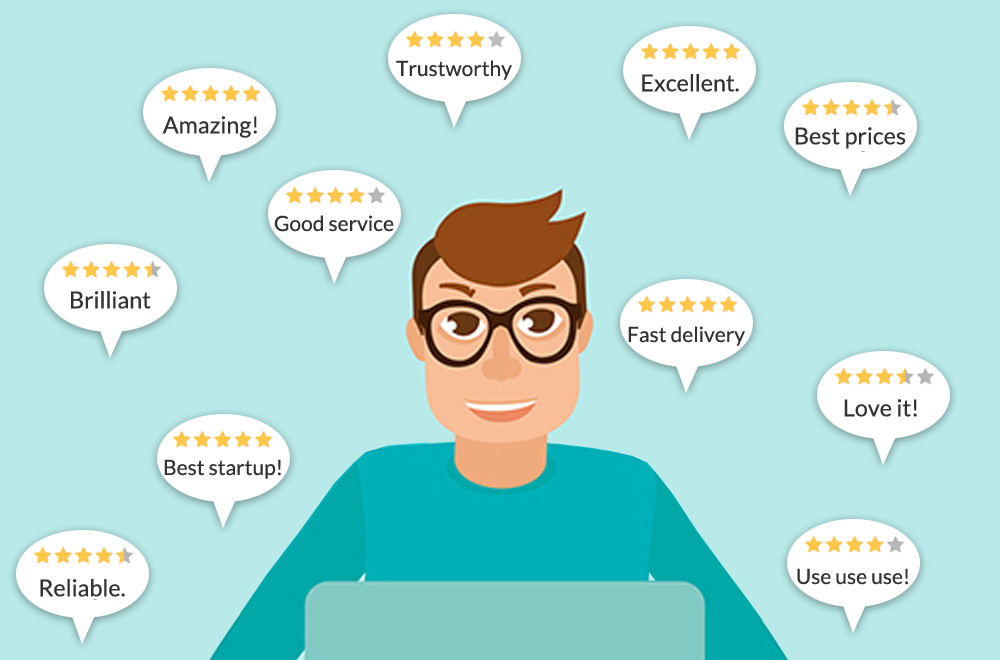 Trustworthy
Excellent.
Amazing!
Best prices
Good service
Brilliant
Fast delivery
Love it!
Best startup!
Reliable.
Use use use!